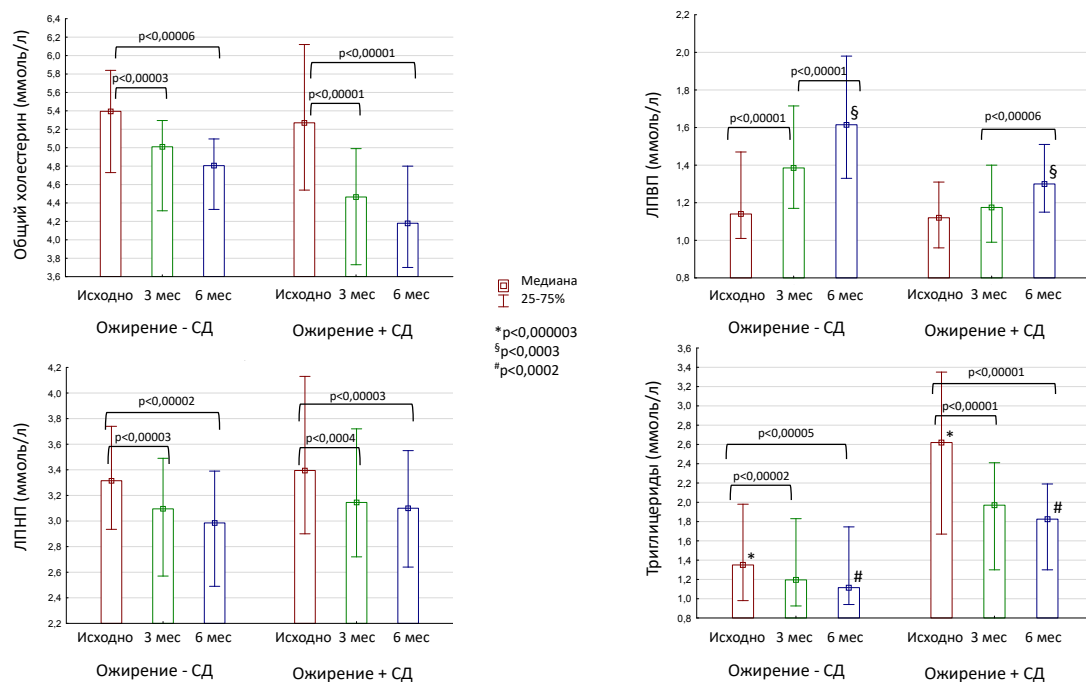 Общий холестерин (ммоль/л)
6,4
6,2
6,0
5,8
5,6
5,4
5,2
5,0
4,8
4,6
4,4
4,2
4,0
3,8
3,6
p<0,00006
p<0,00003
p<0,00001
p<0,00001
Исходно 3 мес 6 мес Исходно 3 мес 6 мес
Ожирение - СД Ожирение + СД
ЛПВП (ммоль/л)
2,2
2,0
1,8
1,6
1,4
1,2
1,0
0,8
p<0,00001
p<0,00001
§
p<0,00006
§
Исходно 3 мес 6 мес Исходно 3 мес 6 мес
Ожирение - СД Ожирение + СД
Медиана
25-75%
*p<0,000003
§p<0,0003
#p<0,0002
ЛПНП (ммоль/л)
4,2
4,0
3,8
3,6
3,4
3,2
3,0
2,8
2,6
2,4
2,2
p<0,00002
p<0,00003
p<0,00003
p<0,0004
Исходно 3 мес 6 мес Исходно 3 мес 6 мес
Ожирение - СД Ожирение + СД
Триглицериды (ммоль/л)
3,6
3,4
3,2
3,0
2,8
2,6
2,4
2,2
2,0
1,8
1,6
1,4
1,2
1,0
0,8
p<0,00005
p<0,00002
*
#
p<0,00001
p<0,00001
*
#
Исходно 3 мес 6 мес Исходно 3 мес 6 мес
Ожирение - СД Ожирение + СД